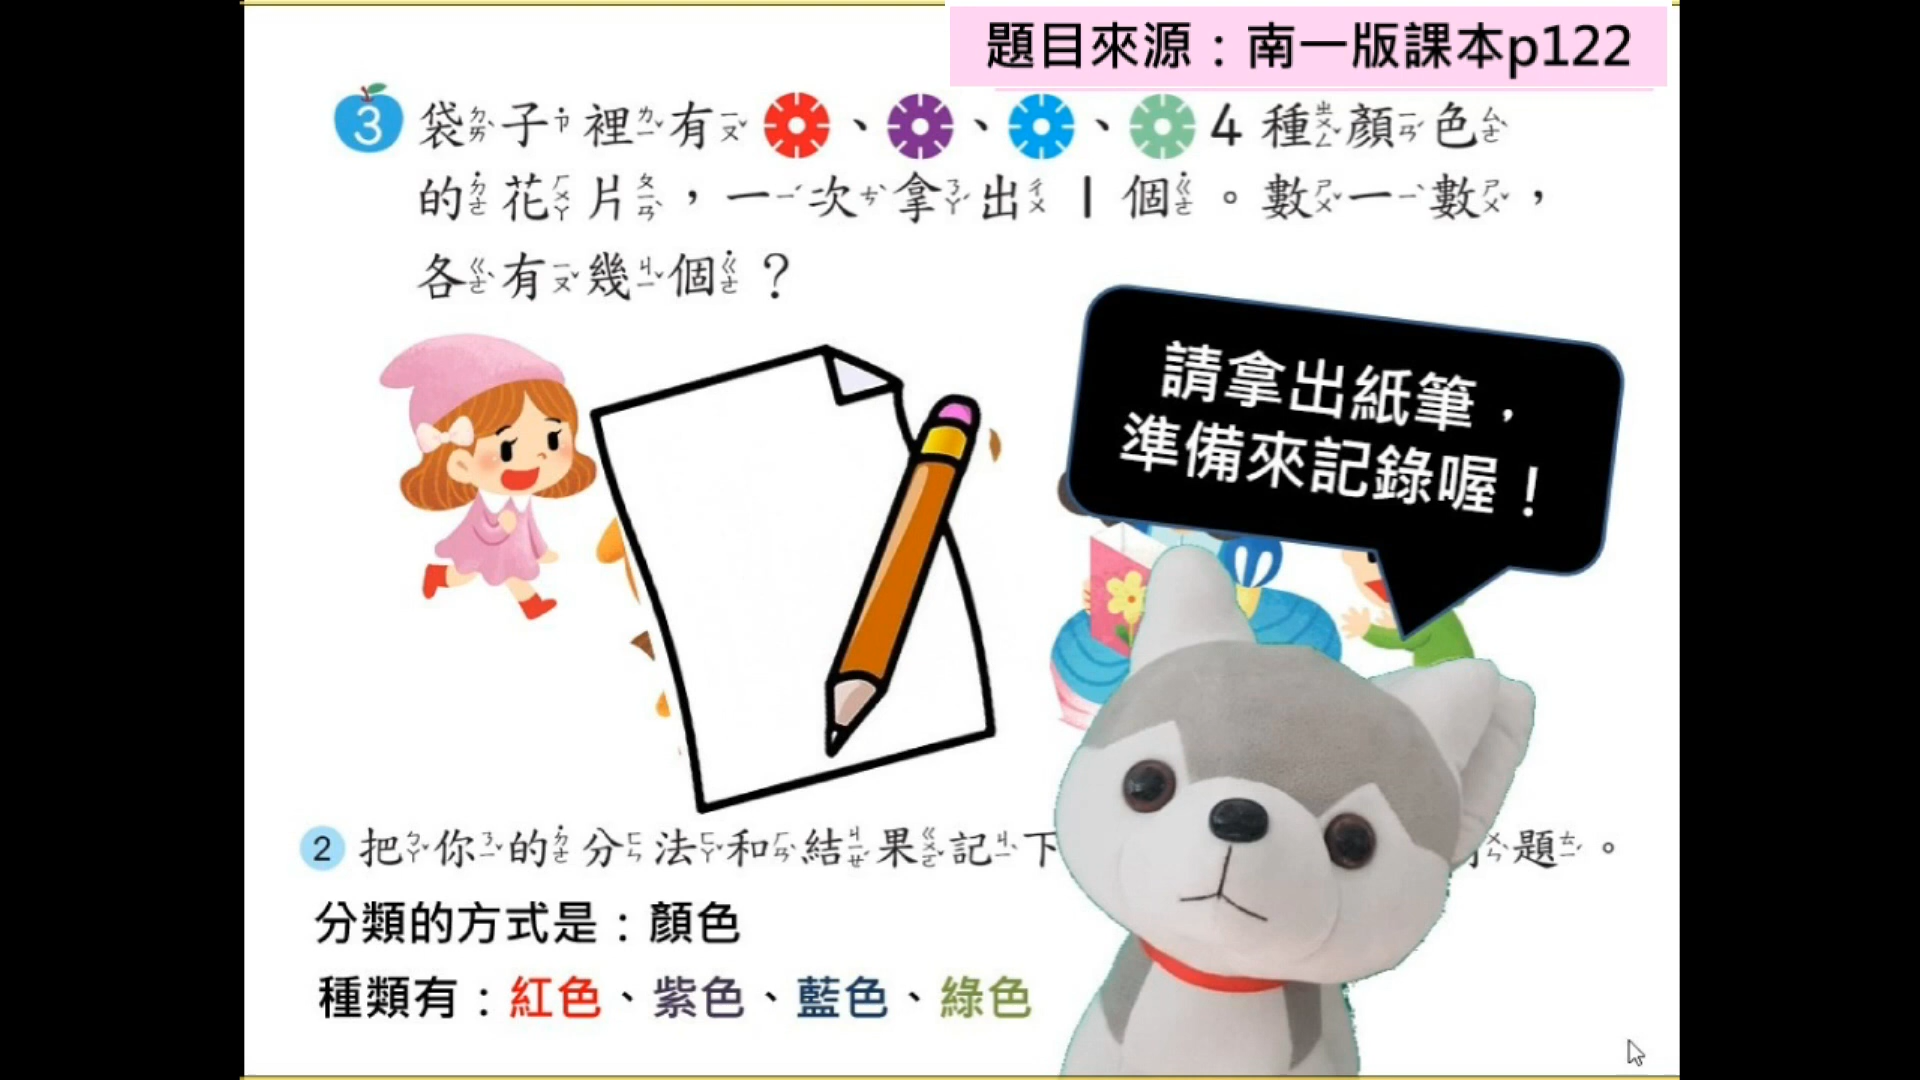 題目來源：南一版課本p122
3 袋子裡有、、、4種顏色
的花片，一次拿出1個。數一數，
各有幾個？
請拿出紙筆，
準備來記錄喔！
2 把你的分法和結果記下 題。
分類的方式是：顏色
種類有：紅色、紫色、藍色、綠色